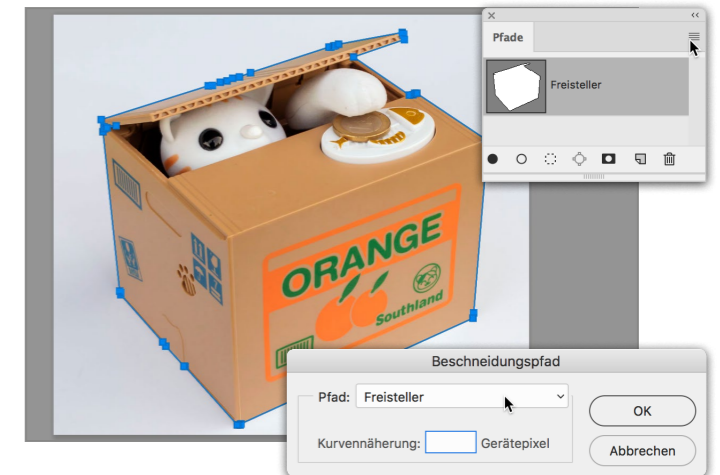 Pfade
Freisteller
ORANGE
Southland
Beschneidungspfad
Pfad: Freisteller
OK
Kurvennäherung: Gerätepixel
Abbrechen